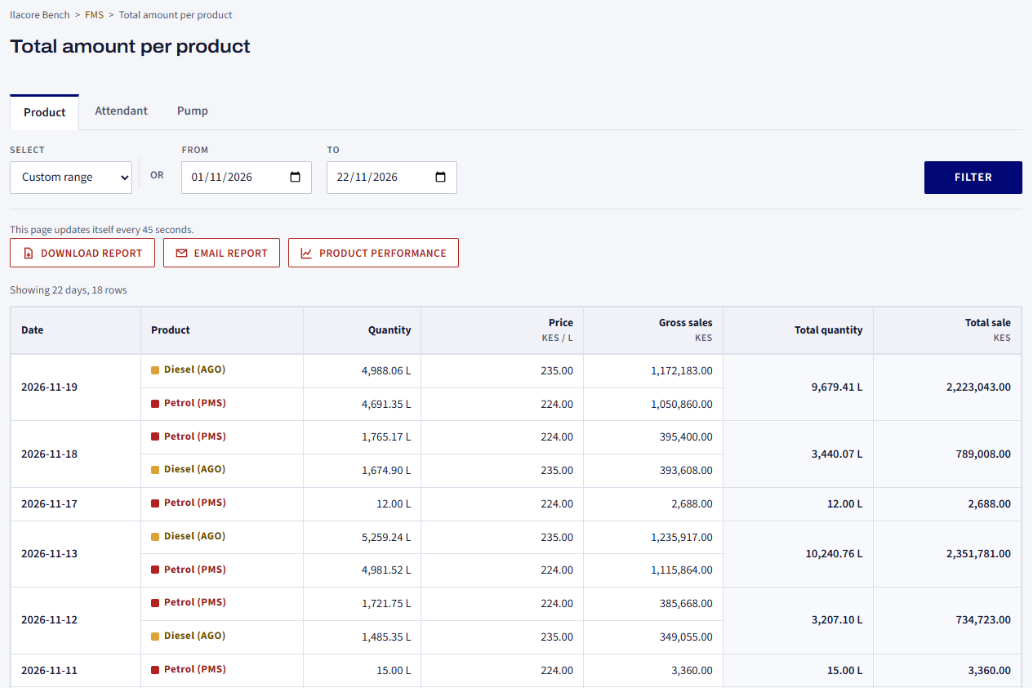 Ilacore Bench > FMS > Total amount per product
Total amount per product
Product Attendant Pump
SELECT FROM TO
Custom range OR 01/11/2026 22/11/2026 FILTER
This page updates itself every 45 seconds.
DOWNLOAD REPORT EMAIL REPORT PRODUCT PERFORMANCE
Showing 22 days, 18 rows
Date Product Quantity Price KES / L Gross sales KES Total quantity Total sale KES
2026-11-19 Diesel (AGO) 4,988.06 L 235.00 1,172,183.00 9,679.41 L 2,223,043.00
Petrol (PMS) 4,691.35 L 224.00 1,050,860.00
2026-11-18 Petrol (PMS) 1,765.17 L 224.00 395,400.00 3,440.07 L 789,008.00
Diesel (AGO) 1,674.90 L 235.00 393,608.00
2026-11-17 Petrol (PMS) 12.00 L 224.00 2,688.00 12.00 L 2,688.00
2026-11-13 Diesel (AGO) 5,259.24 L 235.00 1,235,917.00 10,240.76 L 2,351,781.00
Petrol (PMS) 4,981.52 L 224.00 1,115,864.00
2026-11-12 Petrol (PMS) 1,721.75 L 224.00 385,668.00 3,207.10 L 734,723.00
Diesel (AGO) 1,485.35 L 235.00 349,055.00
2026-11-11 Petrol (PMS) 15.00 L 224.00 3,360.00 15.00 L 3,360.00